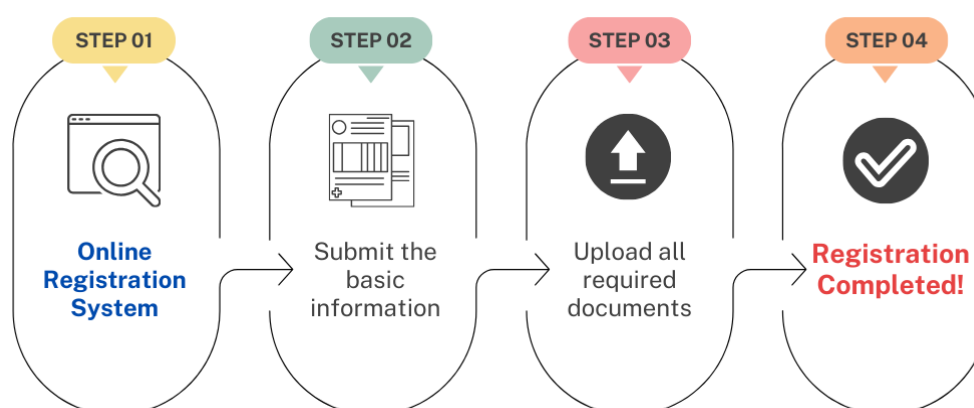 STEP 01
Online
Registration
System
STEP 02
Submit the
basic
information
STEP 03
Upload all
required
documents
STEP 04
Registration
Completed!